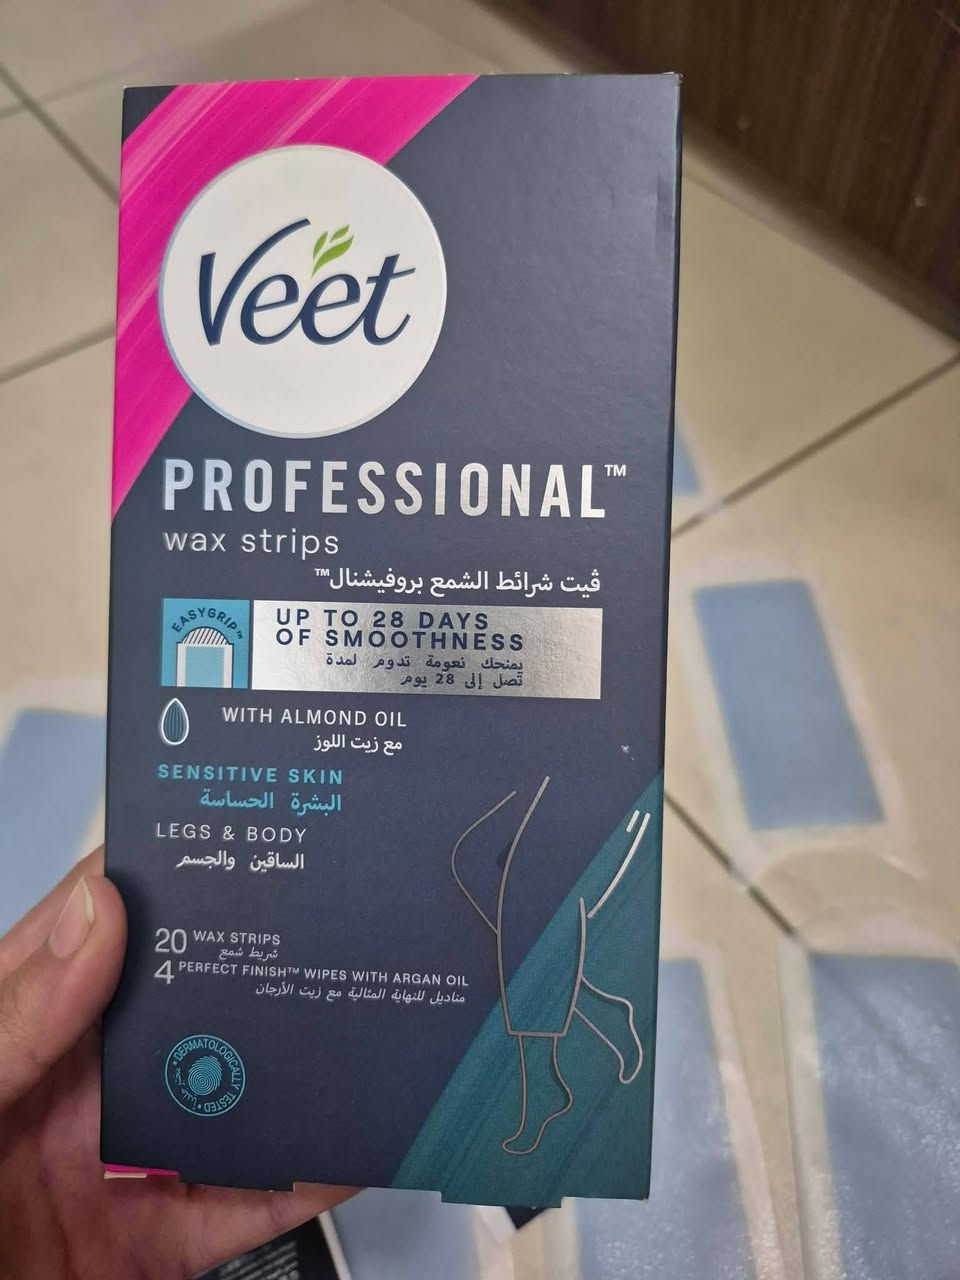 Veet
PROFESSIONAL™
wax strips
ڤيت شرائط الشمع بروفيشنال™
EASYGRIP™
UP TO 28 DAYS
OF SMOOTHNESS
يمنحك نعومة تدوم لمدة
تصل إلى 28 يوم
WITH ALMOND OIL
مع زيت اللوز
SENSITIVE SKIN
البشرة الحساسة
LEGS & BODY
الساقين والجسم
20 WAX STRIPS
شريط شمع
4 PERFECT FINISH™ WIPES WITH ARGAN OIL
مناديل للنهاية المثالية مع زيت الأرجان
DERMATOLOGICALLY TESTED